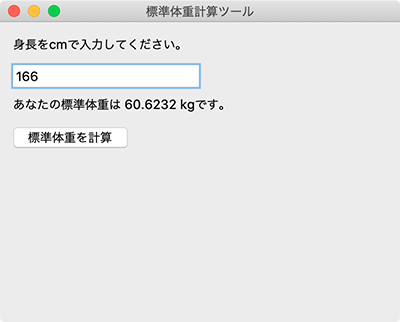 標準体重計算ツール
身長をcmで入力してください。
166
あなたの標準体重は 60.6232 kgです。
標準体重を計算